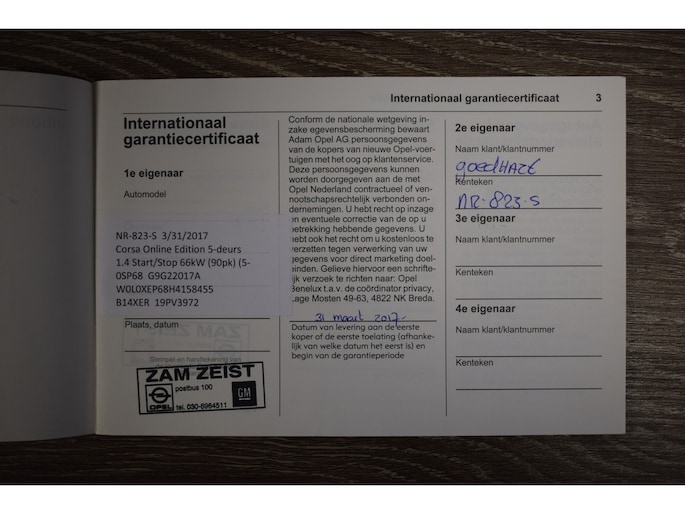 Internationaal garantiecertificaat 3
Internationaal
garantiecertificaat
1e eigenaar
Automodel
NR-823-S 3/31/2017
Corsa Online Edition 5-deurs
1.4 Start/Stop 66kW (90pk) (5-
0SP68 G9G22017A
W0L0XEP68H4158455
B14XER 19PV3972
Plaats, datum
Stempel en handtekening van
ZAM ZEIST
postbus 100
OPEL tel. 030-6964511 GM
Conform de nationale wetgeving in-
zake egevensbescherming bewaart
Adam Opel AG persoonsgegevens
van de kopers van nieuwe Opel-voer-
tuigen met het oog op klantenservice.
Deze persoonsgegevens kunnen
worden doorgegeven aan de met
Opel Nederland contractueel of ven-
nootschapsrechtelijk verbonden on-
dernemingen. U hebt recht op inzage
en eventuele correctie van de op u
betrekking hebbende gegevens. U
hebt ook het recht om u kosteloos te
verzetten tegen verwerking van uw
gegevens voor direct marketing doel-
einden. Gelieve hiervoor een schrifte-
lijk verzoek te richten naar: Opel
Benelux t.a.v. de coördinator privacy,
Lage Mosten 49-63, 4822 NK Breda.
31 maart 2017
Datum van levering aan de eerste
koper of de eerste toelating (afhanke-
lijk van welke datum het eerst is) en
begin van de garantieperiode
2e eigenaar
Naam klant/klantnummer
goedHAZE
Kenteken
NR-823-S
3e eigenaar
Naam klant/klantnummer
Kenteken
4e eigenaar
Naam klant/klantnummer
Kenteken